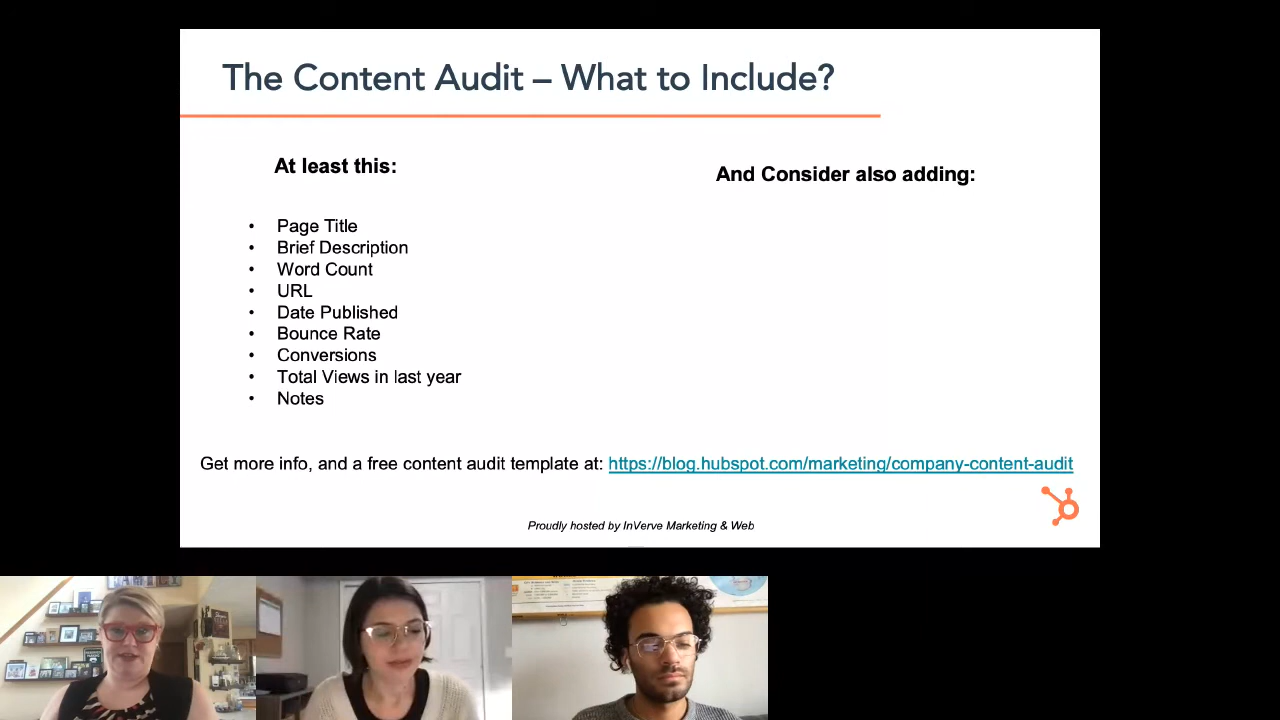 The Content Audit – What to Include?
At least this:
And Consider also adding:
• Page Title
• Brief Description
• Word Count
• URL
• Date Published
• Bounce Rate
• Conversions
• Total Views in last year
• Notes
Get more info, and a free content audit template at: https://blog.hubspot.com/marketing/company-content-audit
Proudly hosted by InVerve Marketing & Web
FAMILY